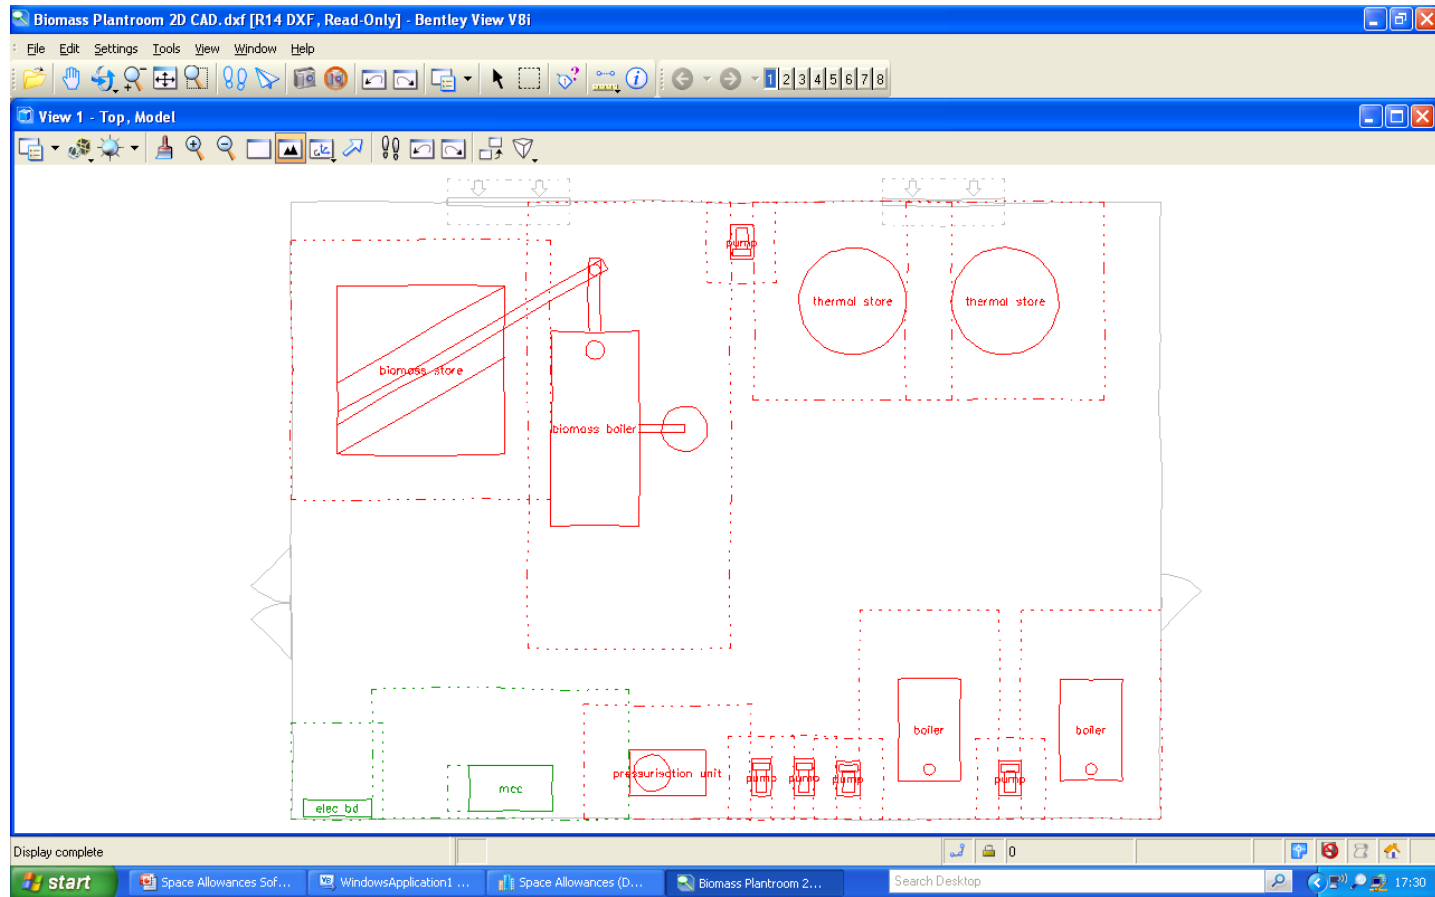 Biomass Plantroom 2D CAD.dxf [R14 DXF, Read-Only] - Bentley View V8i
File Edit Settings Tools View Window Help
1 2 3 4 5 6 7 8
View 1 - Top, Model
pump
thermal store thermal store
biomass store
biomass boiler
boiler boiler
pressurisation unit pump pump pump pump
mcc
elec bd
Display complete 0
start Space Allowances Sof... WindowsApplication1 ... Space Allowances (D... Biomass Plantroom 2... Search Desktop 17:30